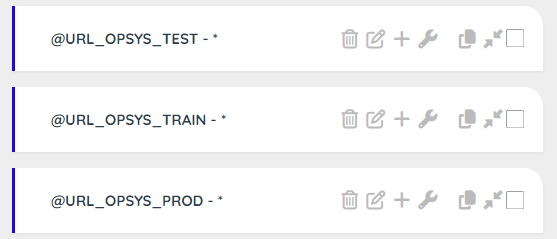 @URL_OPSYS_TEST - *
@URL_OPSYS_TRAIN - *
@URL_OPSYS_PROD - *